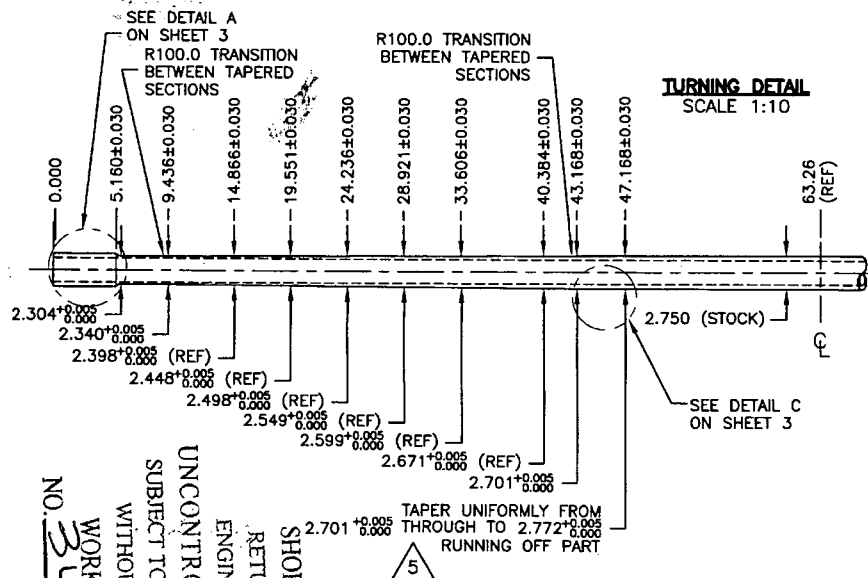 SEE DETAIL A
ON SHEET 3
R100.0 TRANSITION
BETWEEN TAPERED
SECTIONS
R100.0 TRANSITION
BETWEEN TAPERED
SECTIONS
TURNING DETAIL
SCALE 1:10
0.000
5.160±0.030
9.436±0.030
14.866±0.030
19.551±0.030
24.236±0.030
28.921±0.030
33.606±0.030
40.384±0.030
43.168±0.030
47.168±0.030
63.26
(REF)
2.304+0.005
0.000
2.340+0.005
0.000
2.398+0.005
0.000 (REF)
2.448+0.005
0.000 (REF)
2.498+0.005
0.000 (REF)
2.549+0.005
0.000 (REF)
2.599+0.005
0.000 (REF)
2.671+0.005
0.000 (REF)
2.701+0.005
0.000
2.750 (STOCK)
SEE DETAIL C
ON SHEET 3
TAPER UNIFORMLY FROM
2.701 +0.005
0.000 THROUGH TO 2.772+0.005
0.000
RUNNING OFF PART
5
SUBJECT TO
NO.